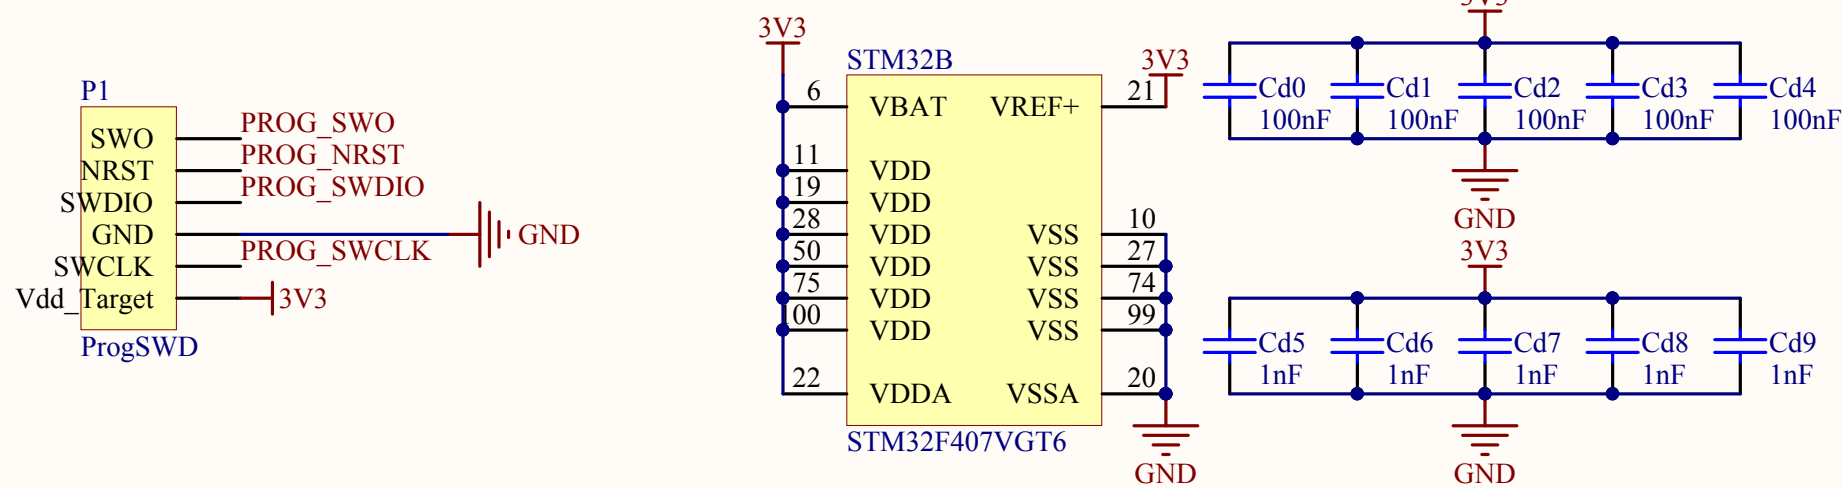 P1
SWO
NRST
SWDIO
GND
SWCLK
Vdd_Target
ProgSWD
PROG_SWO
PROG_NRST
PROG_SWDIO
GND
PROG_SWCLK
3V3
3V3
STM32B
6 VBAT VREF+ 21
3V3
11 VDD
19 VDD
28 VDD VSS 10
50 VDD VSS 27
75 VDD VSS 74
00 VDD VSS 99
22 VDDA VSSA 20
STM32F407VGT6
GND
3V3
Cd0 Cd1 Cd2 Cd3 Cd4
100nF 100nF 100nF 100nF 100nF
GND
3V3
Cd5 Cd6 Cd7 Cd8 Cd9
1nF 1nF 1nF 1nF 1nF
GND